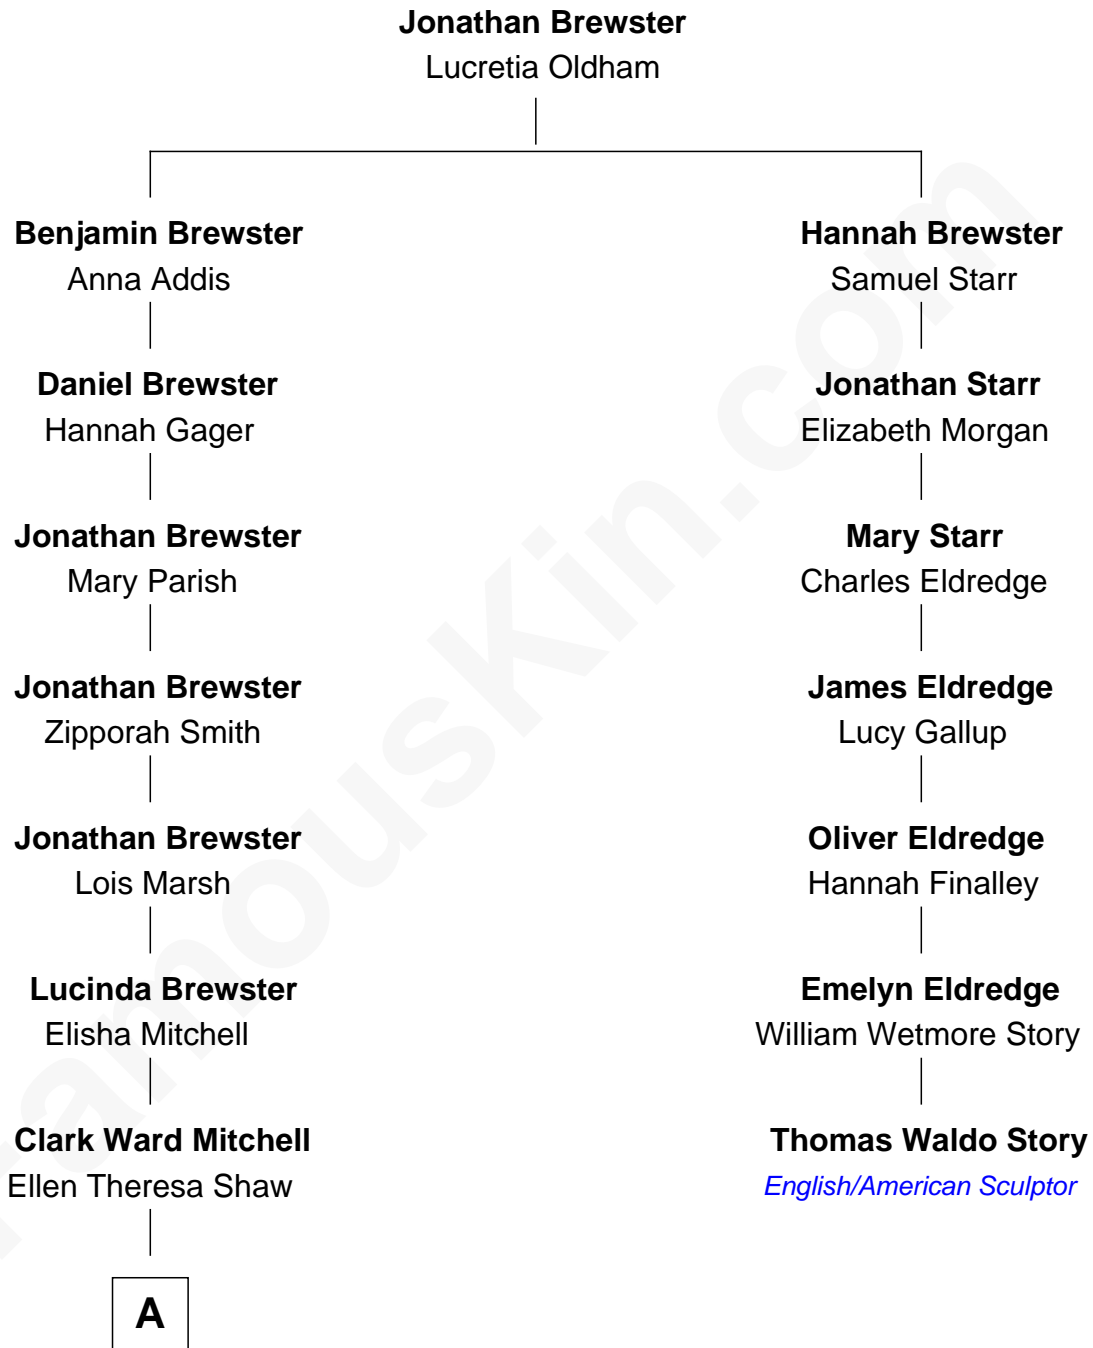 Jonathan Brewster
Lucretia Oldham
Benjamin Brewster
Anna Addis
Hannah Brewster
Samuel Starr
Daniel Brewster
Hannah Gager
Jonathan Starr
Elizabeth Morgan
Jonathan Brewster
Mary Parish
Mary Starr
Charles Eldredge
Jonathan Brewster
Zipporah Smith
James Eldredge
Lucy Gallup
Jonathan Brewster
Lois Marsh
Oliver Eldredge
Hannah Finalley
Lucinda Brewster
Elisha Mitchell
Emelyn Eldredge
William Wetmore Story
Clark Ward Mitchell
Ellen Theresa Shaw
Thomas Waldo Story
English/American Sculptor
A
FamousKin.com